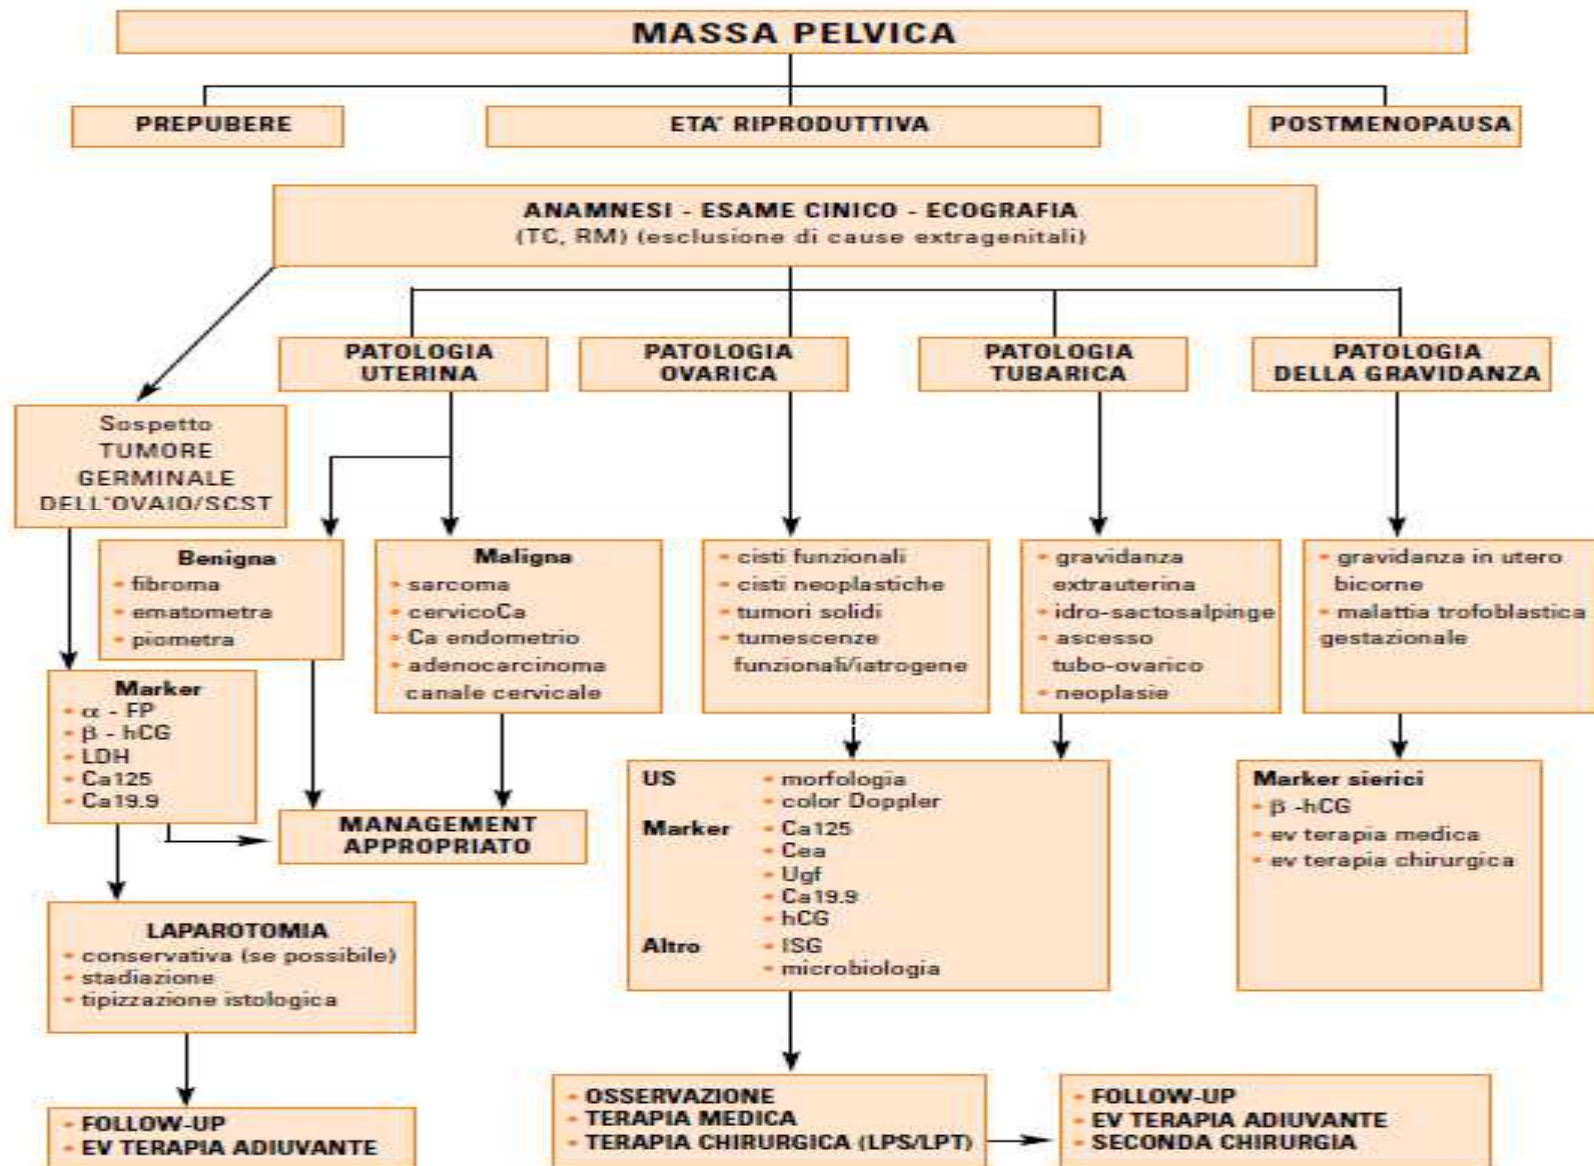 MASSA PELVICA
PREPUBERE
ETA' RIPRODUTTIVA
POSTMENOPAUSA
ANAMNESI - ESAME CINICO - ECOGRAFIA
(TC, RM) (esclusione di cause extragenitali)
PATOLOGIA
UTERINA
PATOLOGIA
OVARICA
PATOLOGIA
TUBARICA
PATOLOGIA
DELLA GRAVIDANZA
Sospetto
TUMORE
GERMINALE
DELL'OVAIO/SCST
Benigna
• fibroma
• ematometra
• piometra
Maligna
• sarcoma
• cervicoCa
• Ca endometrio
• adenocarcinoma
canale cervicale
• cisti funzionali
• cisti neoplastiche
• tumori solidi
• tumescenze
funzionali/iatrogene
• gravidanza
extrauterina
• idro-sactosalpinge
• ascesso
tubo-ovarico
• neoplasie
• gravidanza in utero
bicorne
• malattia trofoblastica
gestazionale
Marker
• α - FP
• β - hCG
• LDH
• Ca125
• Ca19.9
MANAGEMENT
APPROPRIATO
US • morfologia
• color Doppler
Marker • Ca125
• Cea
• Ugf
• Ca19.9
• hCG
Altro • ISG
• microbiologia
Marker sierici
• β -hCG
• ev terapia medica
• ev terapia chirurgica
LAPAROTOMIA
• conservativa (se possibile)
• stadiazione
• tipizzazione istologica
• FOLLOW-UP
• EV TERAPIA ADIUVANTE
• OSSERVAZIONE
• TERAPIA MEDICA
• TERAPIA CHIRURGICA (LPS/LPT)
• FOLLOW-UP
• EV TERAPIA ADIUVANTE
• SECONDA CHIRURGIA